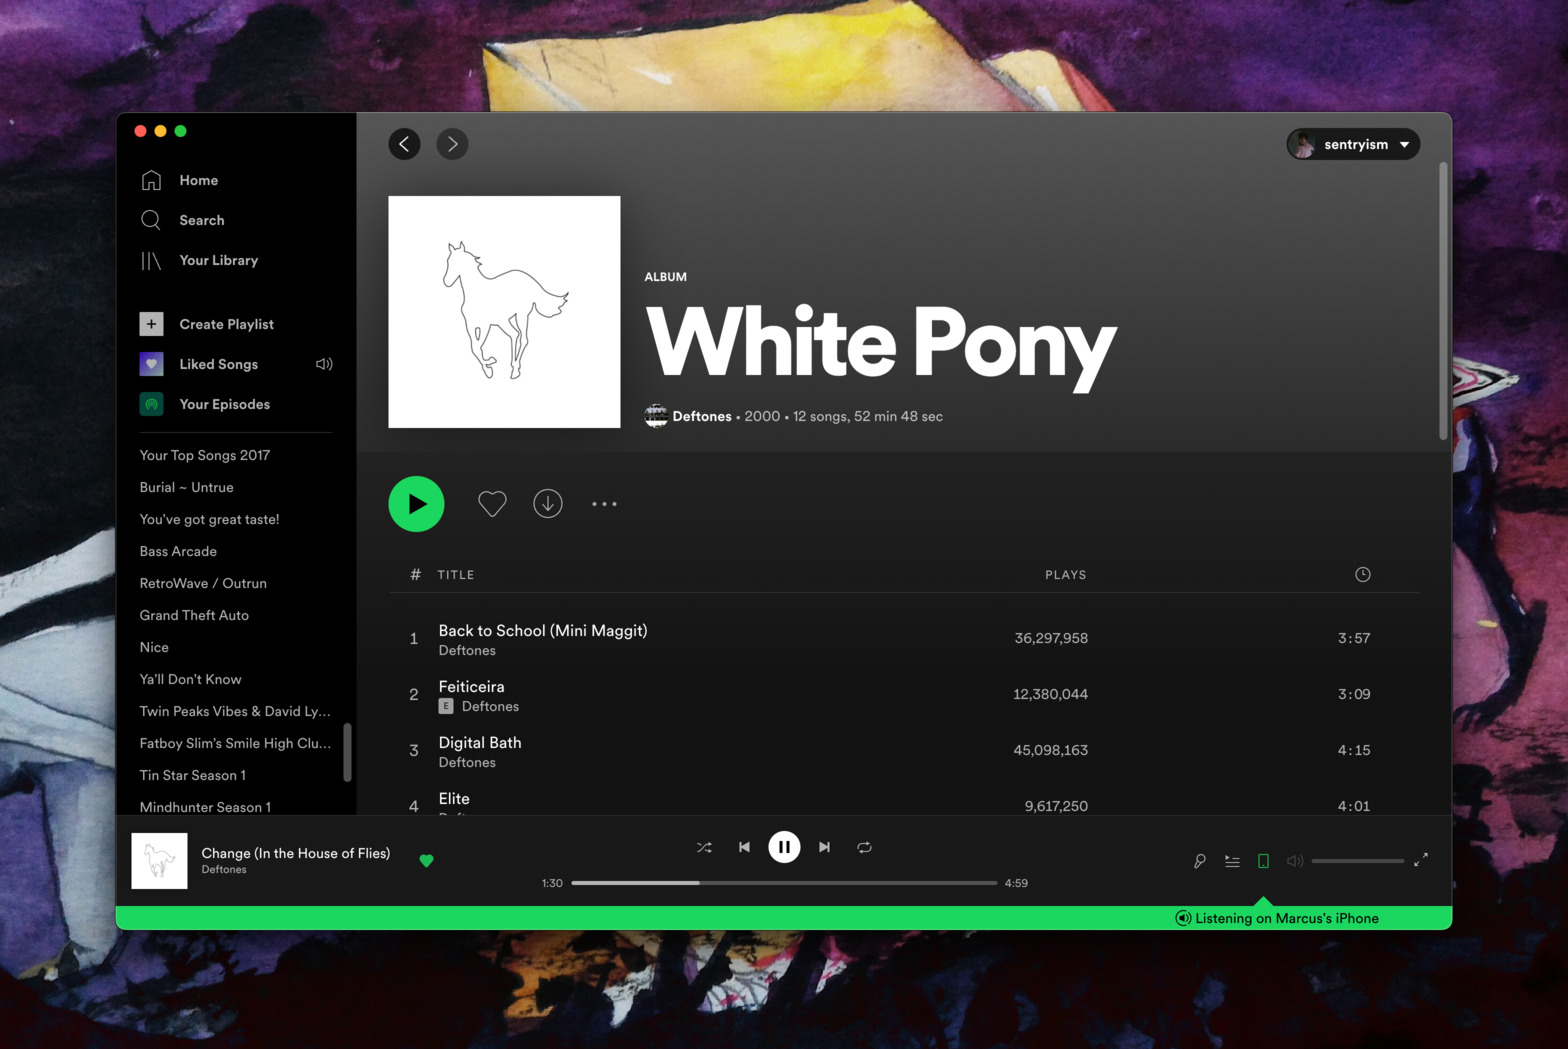 Home
Search
Your Library
Create Playlist
Liked Songs
Your Episodes
Your Top Songs 2017
Burial ~ Untrue
You've got great taste!
Bass Arcade
RetroWave / Outrun
Grand Theft Auto
Nice
Ya'll Don't Know
Twin Peaks Vibes & David Ly...
Fatboy Slim's Smile High Clu...
Tin Star Season 1
Mindhunter Season 1
sentryism
ALBUM
White Pony
Deftones • 2000 • 12 songs, 52 min 48 sec
# TITLE PLAYS
1 Back to School (Mini Maggit) 36,297,958 3:57
Deftones
2 Feiticeira 12,380,044 3:09
E Deftones
3 Digital Bath 45,098,163 4:15
Deftones
4 Elite 9,617,250 4:01
Change (In the House of Flies)
Deftones
1:30 4:59
Listening on Marcus's iPhone